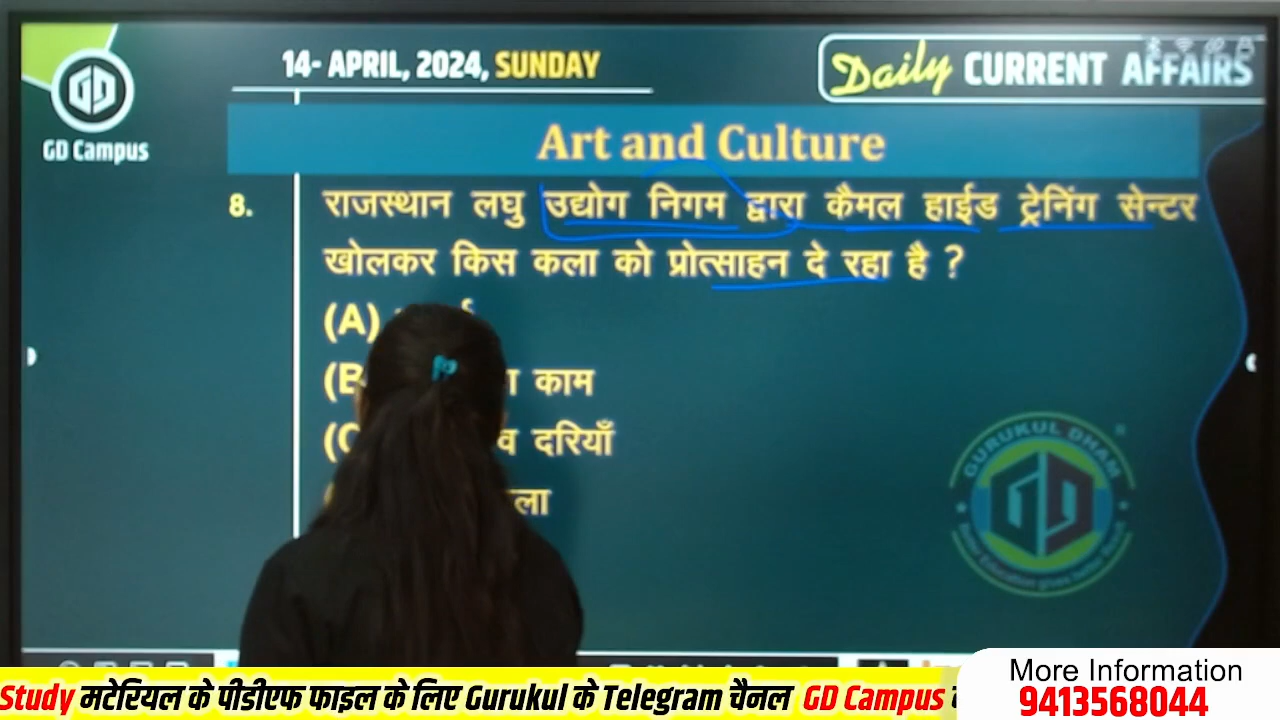 14- APRIL, 2024, SUNDAY
Daily CURRENT AFFAIRS
GD Campus
Art and Culture
8. राजस्थान लघु उद्योग निगम द्वारा कैमल हाईड ट्रेनिंग सेन्टर
खोलकर किस कला को प्रोत्साहन दे रहा है ?
(A)
काम
व दरियाँ
GURUKUL DHAM
More Information
Study मटेरियल के पीडीएफ फाइल के लिए Gurukul के Telegram चैनल GD Campus
9413568044